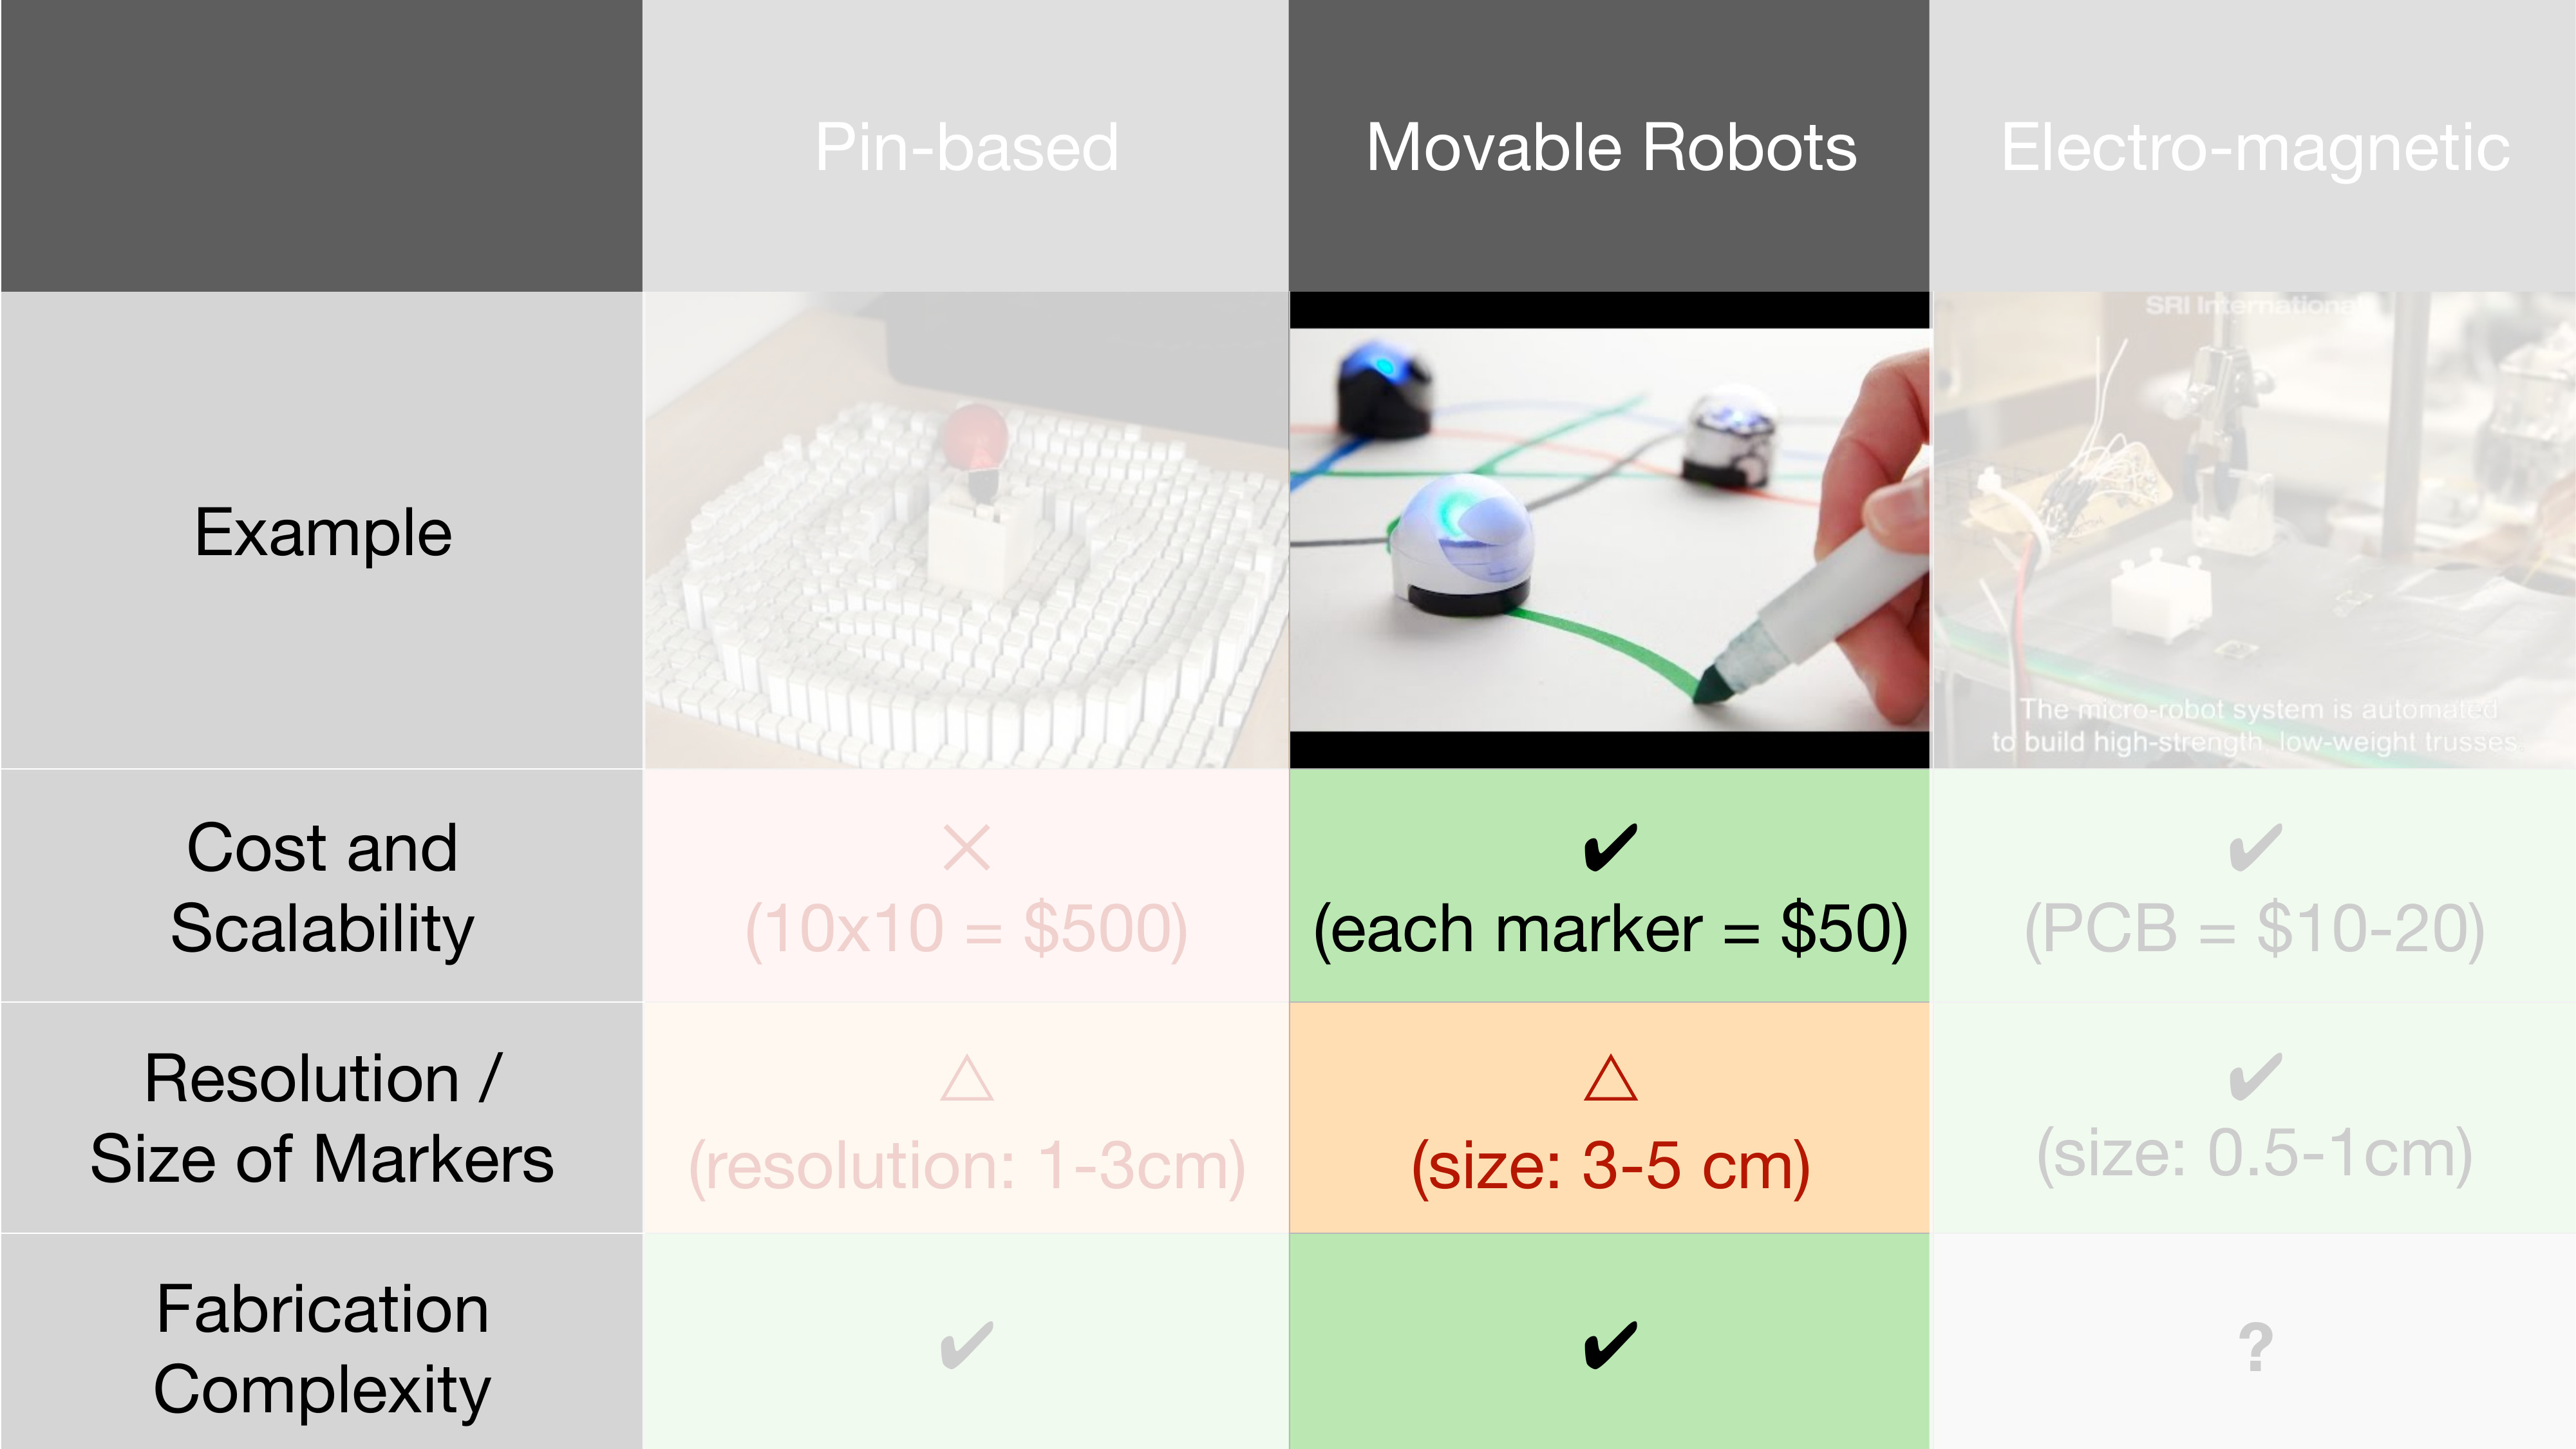 Pin-based
Movable Robots
Electro-magnetic
Example
SRI International
The micro-robot system is automated
to build high-strength, low-weight trusses.
Cost and
Scalability
✕
(10x10 = $500)
✔
(each marker = $50)
✔
(PCB = $10-20)
Resolution /
Size of Markers
△
(resolution: 1-3cm)
△
(size: 3-5 cm)
✔
(size: 0.5-1cm)
Fabrication
Complexity
✔
✔
?